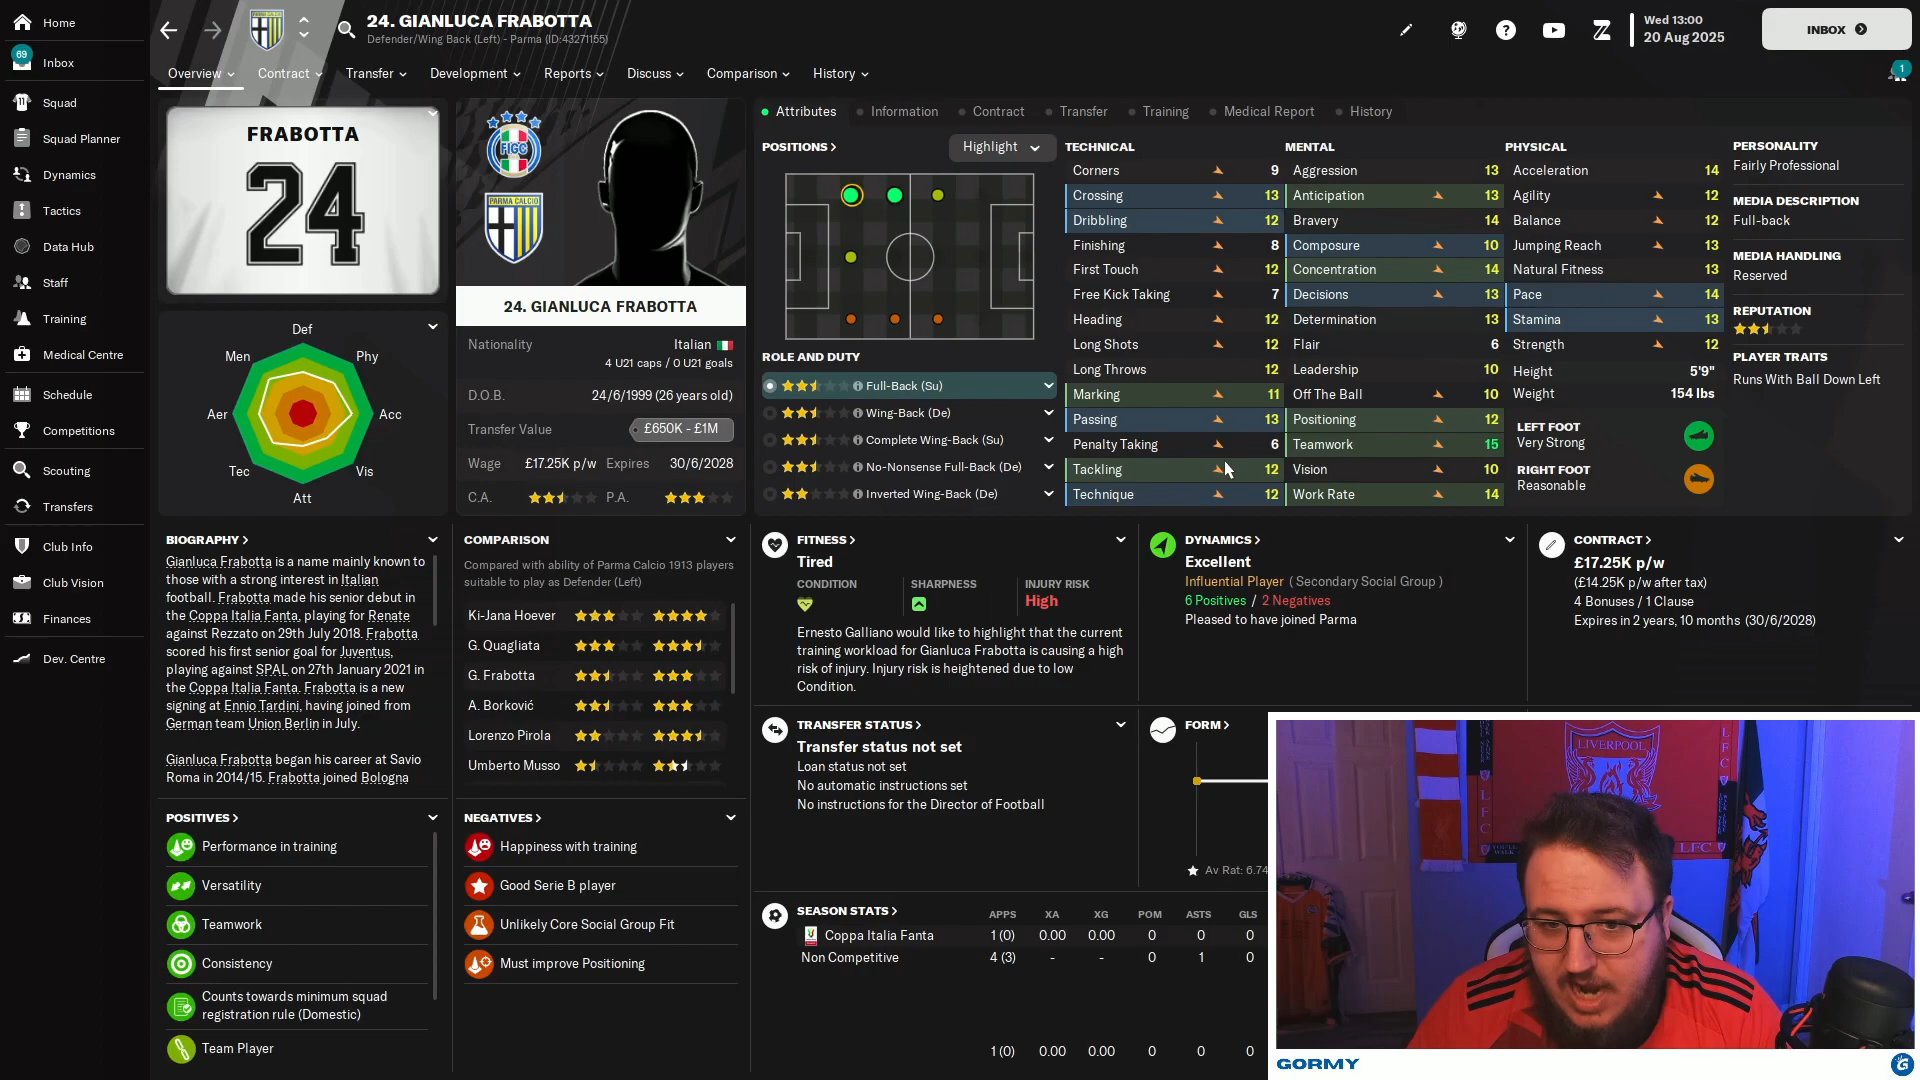 Home
69
Inbox
Squad
Squad Planner
Dynamics
Tactics
Data Hub
Staff
Training
Medical Centre
Schedule
Competitions
Scouting
Transfers
Club Info
Club Vision
Finances
Dev. Centre
24. GIANLUCA FRABOTTA
Defender/Wing Back (Left) - Parma (ID:43271155)
Wed 13:00
20 Aug 2025
INBOX
1
Overview Contract Transfer Development Reports Discuss Comparison History
FRABOTTA
24
Def
Phy
Acc
Vis
Att
Tec
Aer
Men
FIGC
PARMA CALCIO
24. GIANLUCA FRABOTTA
Nationality Italian
4 U21 caps / 0 U21 goals
D.O.B. 24/6/1999 (26 years old)
Transfer Value £650K - £1M
Wage £17.25K p/w Expires 30/6/2028
C.A. P.A.
Attributes Information Contract Transfer Training Medical Report History
POSITIONS Highlight
ROLE AND DUTY
Full-Back (Su)
Wing-Back (De)
Complete Wing-Back (Su)
No-Nonsense Full-Back (De)
Inverted Wing-Back (De)
TECHNICAL
Corners 9
Crossing 13
Dribbling 12
Finishing 8
First Touch 12
Free Kick Taking 7
Heading 12
Long Shots 12
Long Throws 12
Marking 11
Passing 13
Penalty Taking 6
Tackling 12
Technique 12
MENTAL
Aggression 13
Anticipation 13
Bravery 14
Composure 10
Concentration 14
Decisions 13
Determination 13
Flair 6
Leadership 10
Off The Ball 10
Positioning 12
Teamwork 15
Vision 10
Work Rate 14
PHYSICAL
Acceleration 14
Agility 12
Balance 12
Jumping Reach 13
Natural Fitness 13
Pace 14
Stamina 13
Strength 12
Height 5'9"
Weight 154 lbs
LEFT FOOT
Very Strong
RIGHT FOOT
Reasonable
PERSONALITY
Fairly Professional
MEDIA DESCRIPTION
Full-back
MEDIA HANDLING
Reserved
REPUTATION
PLAYER TRAITS
Runs With Ball Down Left
BIOGRAPHY
Gianluca Frabotta is a name mainly known to
those with a strong interest in Italian
football. Frabotta made his senior debut in
the Coppa Italia Fanta, playing for Renate
against Rezzato on 29th July 2018. Frabotta
scored his first senior goal for Juventus,
playing against SPAL on 27th January 2021 in
the Coppa Italia Fanta. Frabotta is a new
signing at Ennio Tardini, having joined from
German team Union Berlin in July.
Gianluca Frabotta began his career at Savio
Roma in 2014/15. Frabotta joined Bologna
COMPARISON
Compared with ability of Parma Calcio 1913 players
suitable to play as Defender (Left)
Ki-Jana Hoever
G. Quagliata
G. Frabotta
A. Borković
Lorenzo Pirola
Umberto Musso
FITNESS
Tired
CONDITION SHARPNESS INJURY RISK
High
Ernesto Galliano would like to highlight that the current
training workload for Gianluca Frabotta is causing a high
risk of injury. Injury risk is heightened due to low
Condition.
DYNAMICS
Excellent
Influential Player ( Secondary Social Group )
6 Positives / 2 Negatives
Pleased to have joined Parma
CONTRACT
£17.25K p/w
(£14.25K p/w after tax)
4 Bonuses / 1 Clause
Expires in 2 years, 10 months (30/6/2028)
TRANSFER STATUS
Transfer status not set
Loan status not set
No automatic instructions set
No instructions for the Director of Football
FORM
Av Rat: 6.74
POSITIVES
Performance in training
Versatility
Teamwork
Consistency
Counts towards minimum squad
registration rule (Domestic)
Team Player
NEGATIVES
Happiness with training
Good Serie B player
Unlikely Core Social Group Fit
Must improve Positioning
SEASON STATS APPS XA XG POM ASTS GLS
Coppa Italia Fanta 1 (0) 0.00 0.00 0 0 0
Non Competitive 4 (3) - - 0 1 0
1 (0) 0.00 0.00 0 0 0
LIVERPOOL
LFC
GORMY